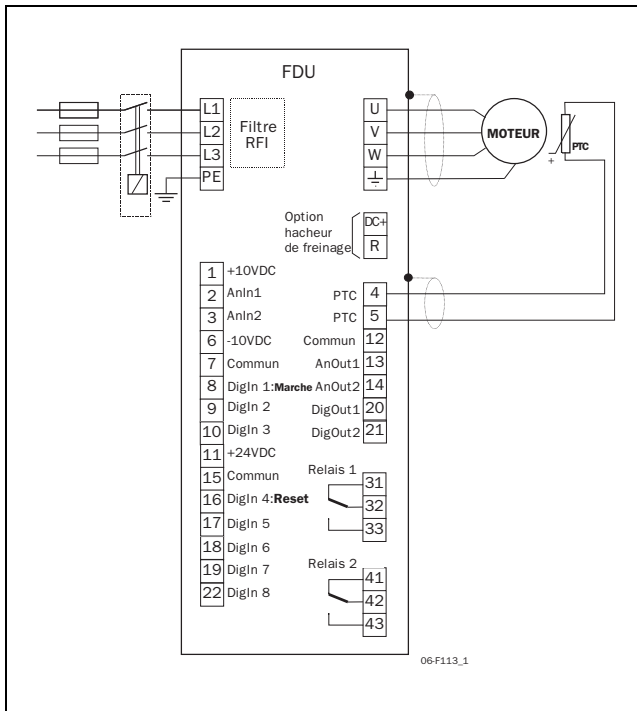 FDU
L1
L2
L3
PE
Filtre
RFI
U
V
W
MOTEUR
PTC
+
Option
hacheur
de freinage
DC+
R
1 +10VDC
2 AnIn1
3 AnIn2
6 -10VDC
7 Commun
8 DigIn 1:Marche
9 DigIn 2
10 DigIn 3
11 +24VDC
15 Commun
16 DigIn 4:Reset
17 DigIn 5
18 DigIn 6
19 DigIn 7
22 DigIn 8
PTC 4
PTC 5
Commun 12
AnOut1 13
AnOut2 14
DigOut1 20
DigOut2 21
Relais 1
31
32
33
Relais 2
41
42
43
06-F113_1